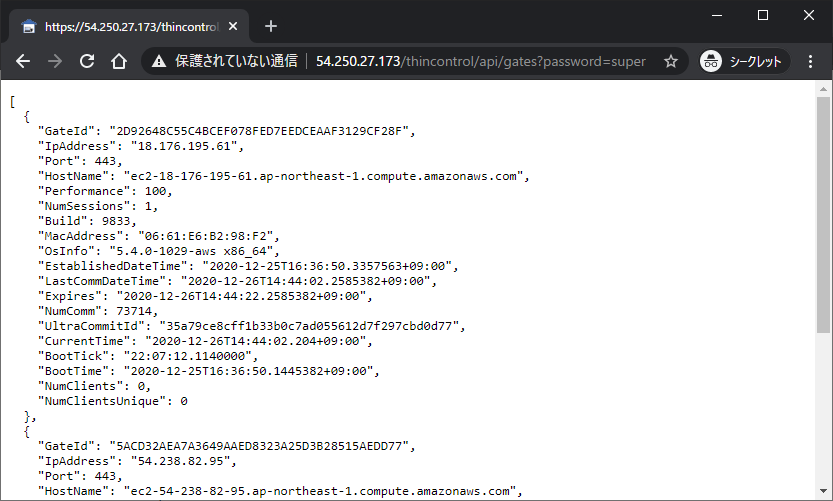 https://54.250.27.173/thincontrol
保護されていない通信 54.250.27.173/thincontrol/api/gates?password=super シークレット
[
  {
    "GateId": "2D92648C55C4BCEF078FED7EEDCEAAF3129CF28F",
    "IpAddress": "18.176.195.61",
    "Port": 443,
    "HostName": "ec2-18-176-195-61.ap-northeast-1.compute.amazonaws.com",
    "Performance": 100,
    "NumSessions": 1,
    "Build": 9833,
    "MacAddress": "06:61:E6:B2:98:F2",
    "OsInfo": "5.4.0-1029-aws x86_64",
    "EstablishedDateTime": "2020-12-25T16:36:50.3357563+09:00",
    "LastCommDateTime": "2020-12-26T14:44:02.2585382+09:00",
    "Expires": "2020-12-26T14:44:22.2585382+09:00",
    "NumComm": 73714,
    "UltraCommitId": "35a79ce8cff1b33b0c7ad055612d7f297cbd0d77",
    "CurrentTime": "2020-12-26T14:44:02.204+09:00",
    "BootTick": "22:07:12.1140000",
    "BootTime": "2020-12-25T16:36:50.1445382+09:00",
    "NumClients": 0,
    "NumClientsUnique": 0
  },
  {
    "GateId": "5ACD32AEA7A3649AAED8323A25D3B28515AEDD77",
    "IpAddress": "54.238.82.95",
    "Port": 443,
    "HostName": "ec2-54-238-82-95.ap-northeast-1.compute.amazonaws.com",